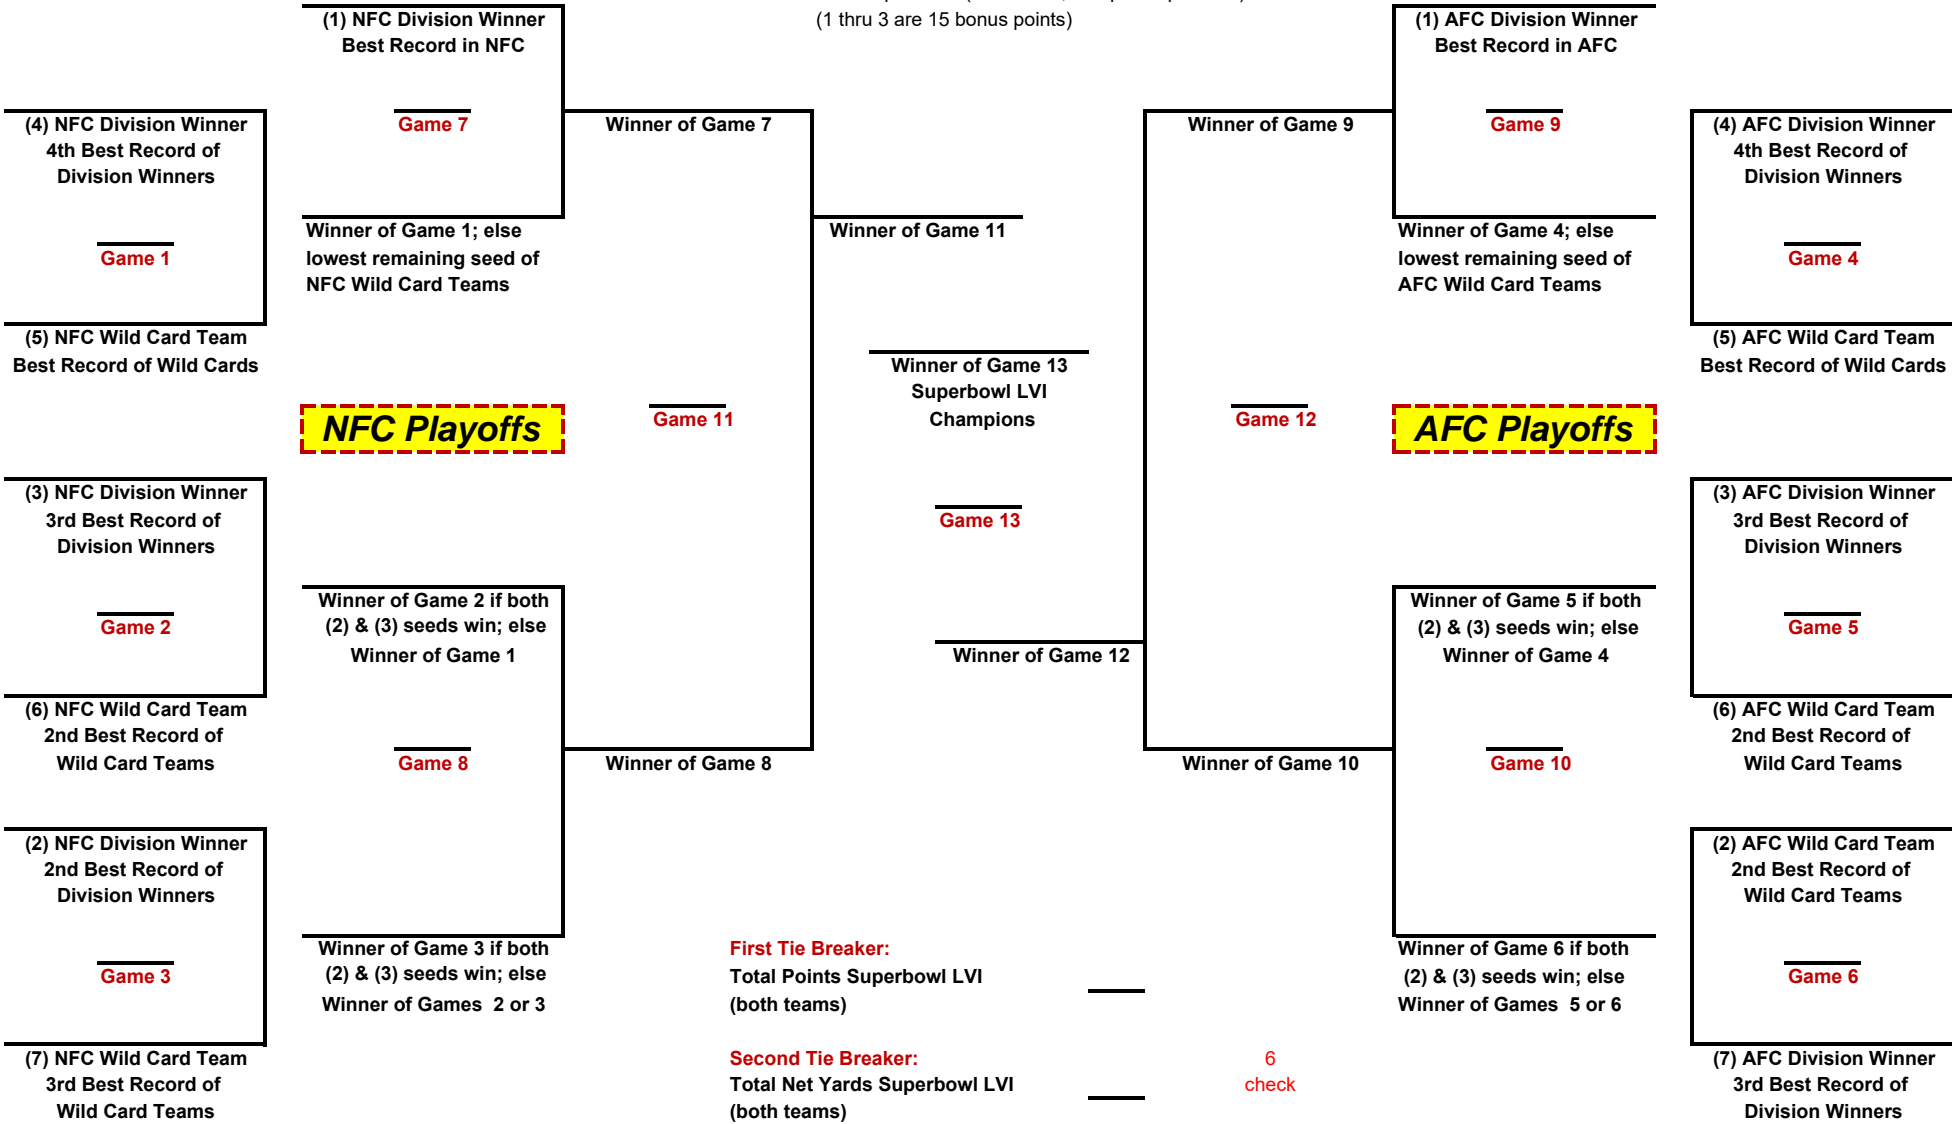 (1 thru 3 are 15 bonus points)
(1) NFC Division Winner
Best Record in NFC
(1) AFC Division Winner
Best Record in AFC
(4) NFC Division Winner
4th Best Record of
Division Winners
Game 7
Winner of Game 7
Winner of Game 9
Game 9
(4) AFC Division Winner
4th Best Record of
Division Winners
Game 1
Winner of Game 1; else
lowest remaining seed of
NFC Wild Card Teams
Winner of Game 11
Winner of Game 4; else
lowest remaining seed of
AFC Wild Card Teams
Game 4
(5) NFC Wild Card Team
Best Record of Wild Cards
Winner of Game 13
Superbowl LVI
Champions
(5) AFC Wild Card Team
Best Record of Wild Cards
NFC Playoffs
Game 11
Game 12
AFC Playoffs
(3) NFC Division Winner
3rd Best Record of
Division Winners
Game 13
(3) AFC Division Winner
3rd Best Record of
Division Winners
Game 2
Winner of Game 2 if both
(2) & (3) seeds win; else
Winner of Game 1
Winner of Game 12
Winner of Game 5 if both
(2) & (3) seeds win; else
Winner of Game 4
Game 5
(6) NFC Wild Card Team
2nd Best Record of
Wild Card Teams
Game 8
Winner of Game 8
Winner of Game 10
Game 10
(6) AFC Wild Card Team
2nd Best Record of
Wild Card Teams
(2) NFC Division Winner
2nd Best Record of
Division Winners
(2) AFC Wild Card Team
2nd Best Record of
Wild Card Teams
Game 3
Winner of Game 3 if both
(2) & (3) seeds win; else
Winner of Games 2 or 3
First Tie Breaker:
Total Points Superbowl LVI
(both teams)
Winner of Game 6 if both
(2) & (3) seeds win; else
Winner of Games 5 or 6
Game 6
(7) NFC Wild Card Team
3rd Best Record of
Wild Card Teams
Second Tie Breaker:
Total Net Yards Superbowl LVI
(both teams)
6
check
(7) AFC Division Winner
3rd Best Record of
Division Winners